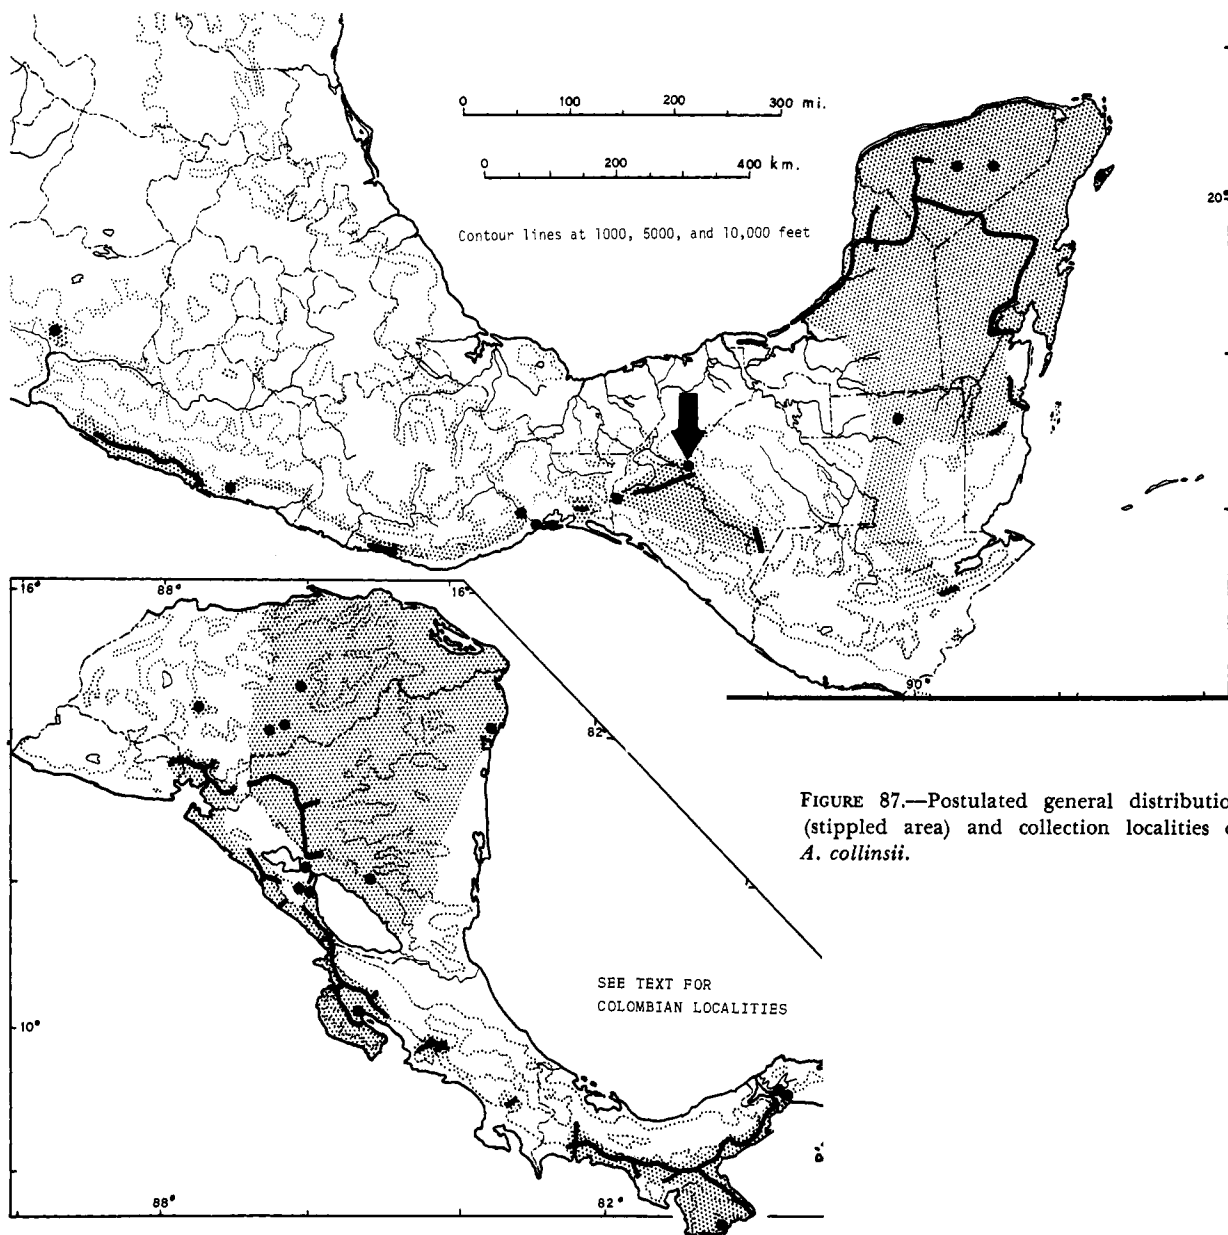 0 100 200 300 mi.
0 200 400 km.
Contour lines at 1000, 5000, and 10,000 feet
20°
90°
16°
88°
16°
82°
10°
SEE TEXT FOR
COLOMBIAN LOCALITIES
88°
82°
FIGURE 87.—Postulated general distributio
(stippled area) and collection localities
A. collinsii.